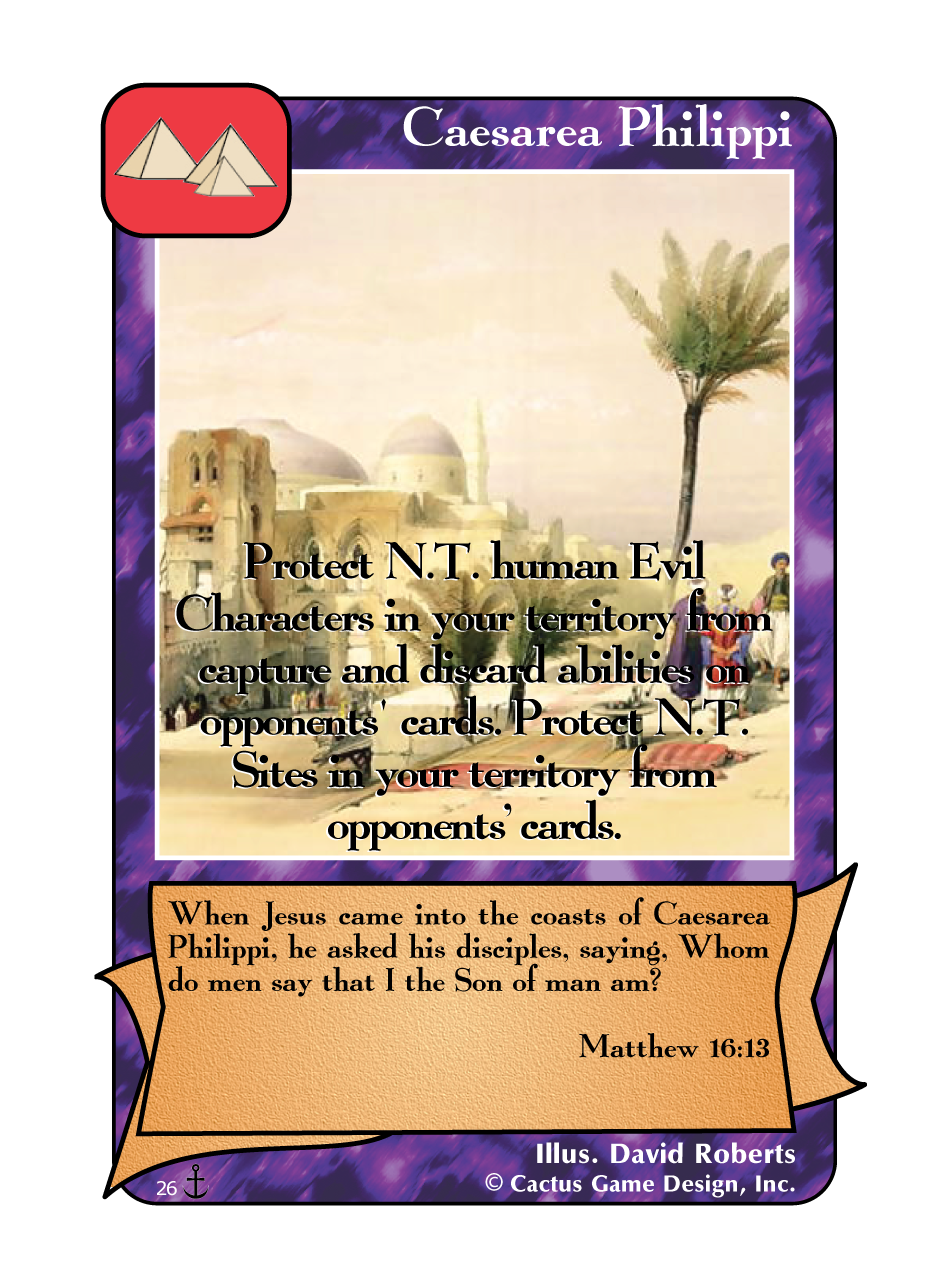 Caesarea Philippi
Protect N.T. human Evil
Characters in your territory from
capture and discard abilities on
opponents' cards. Protect N.T.
Sites in your territory from
opponents’ cards.
When Jesus came into the coasts of Caesarea
Philippi, he asked his disciples, saying, Whom
do men say that I the Son of man am?
Matthew 16:13
Illus. David Roberts
26
© Cactus Game Design, Inc.